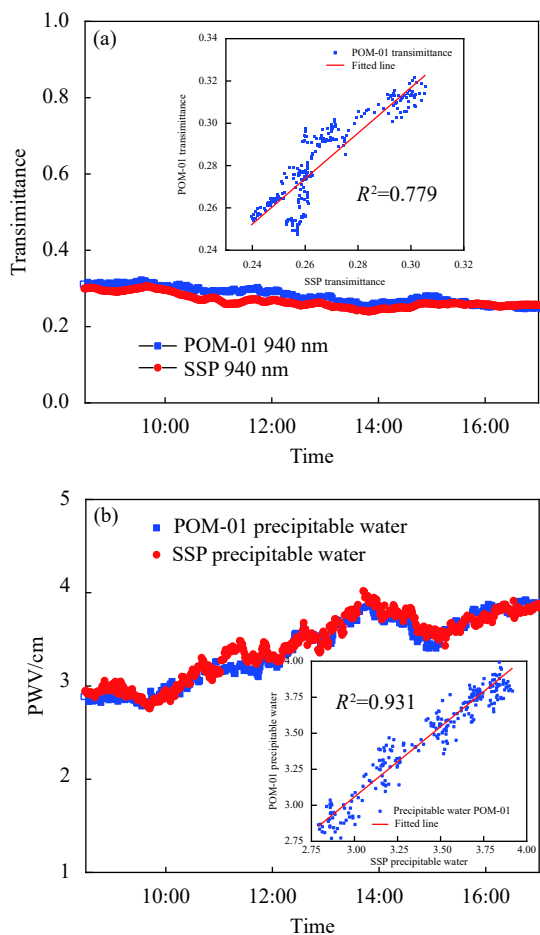 (a)
1.0
0.8
0.6
0.4
0.2
0.0
Transimittance
0.34
0.32
0.30
0.28
0.26
0.24
POM-01 transimittance
POM-01 transimittance
Fitted line
R²=0.779
0.24 0.26 0.28 0.30 0.32
SSP transimittance
POM-01 940 nm
SSP 940 nm
10:00 12:00 14:00 16:00
Time
(b)
5
4
3
2
1
PWV/cm
POM-01 precipitable water
SSP precipitable water
4.00
3.75
3.50
3.25
3.00
2.75
POM-01 precipitable water
R²=0.931
Precipitable water POM-01
Fitted line
2.75 3.00 3.25 3.50 3.75 4.00
SSP precipitable water
10:00 12:00 14:00 16:00
Time